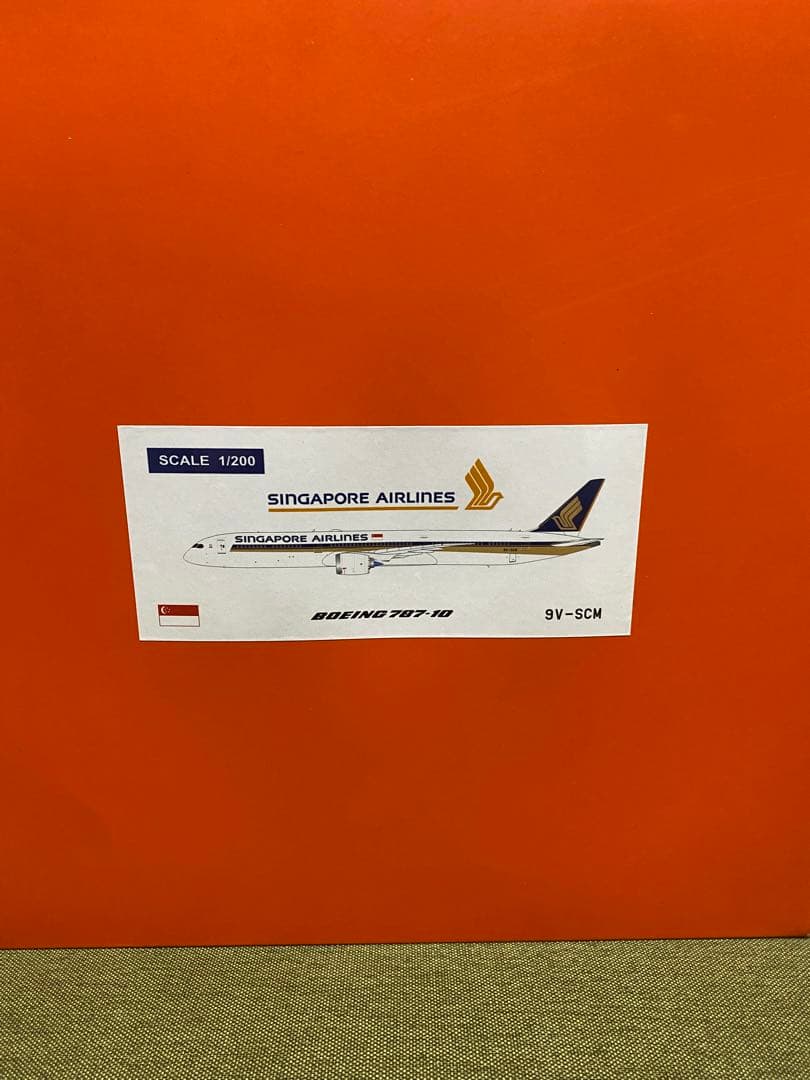 SCALE 1/200
SINGAPORE AIRLINES
SINGAPORE AIRLINES
BOEING 787-10
9V-SCM